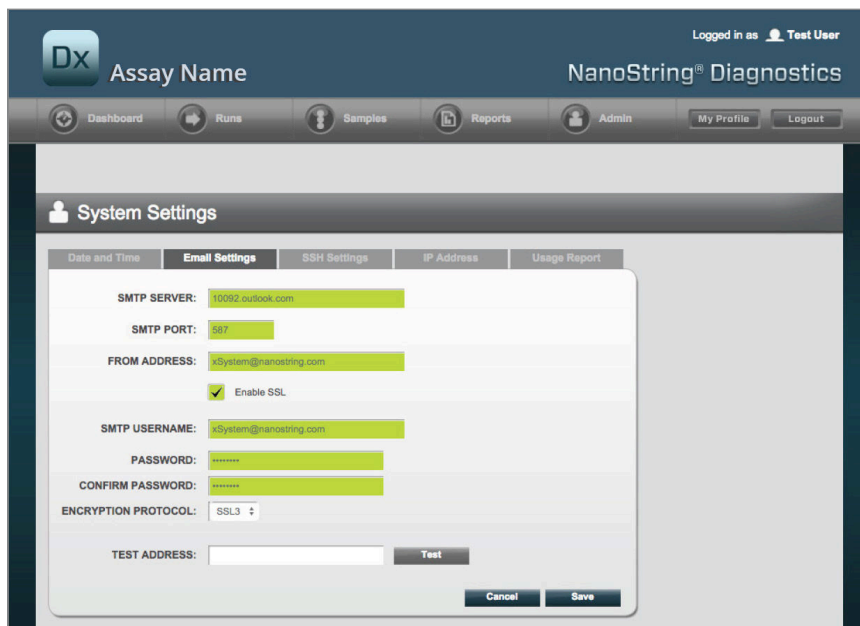 Logged in as Test User
Dx
Assay Name
NanoString® Diagnostics
Dashboard Runs Samples Reports Admin My Profile Logout
System Settings
Date and Time Email Settings SSH Settings IP Address Usage Report
SMTP SERVER: 10092.outlook.com
SMTP PORT: 587
FROM ADDRESS: xSystem@nanostring.com
Enable SSL
SMTP USERNAME: xSystem@nanostring.com
PASSWORD: ••••••••
CONFIRM PASSWORD: ••••••••
ENCRYPTION PROTOCOL: SSL3
TEST ADDRESS: Test
Cancel Save